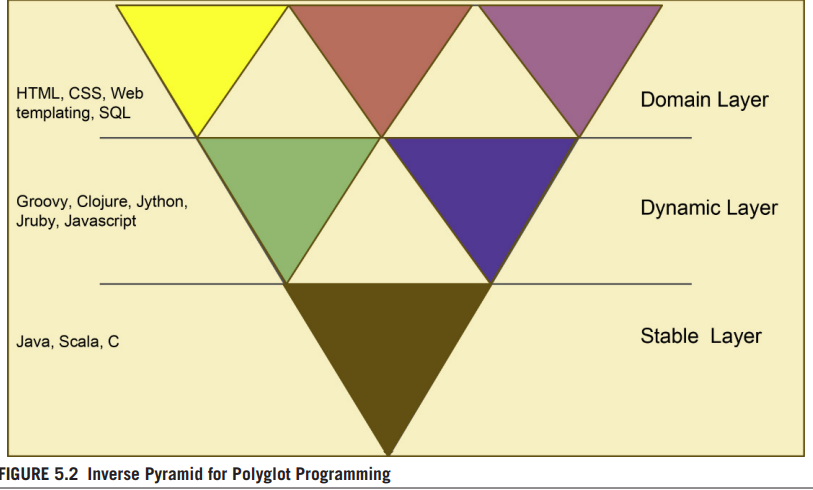 HTML, CSS, Web
templating, SQL
Domain Layer
Groovy, Clojure, Jython,
Jruby, Javascript
Dynamic Layer
Java, Scala, C
Stable Layer
FIGURE 5.2 Inverse Pyramid for Polyglot Programming